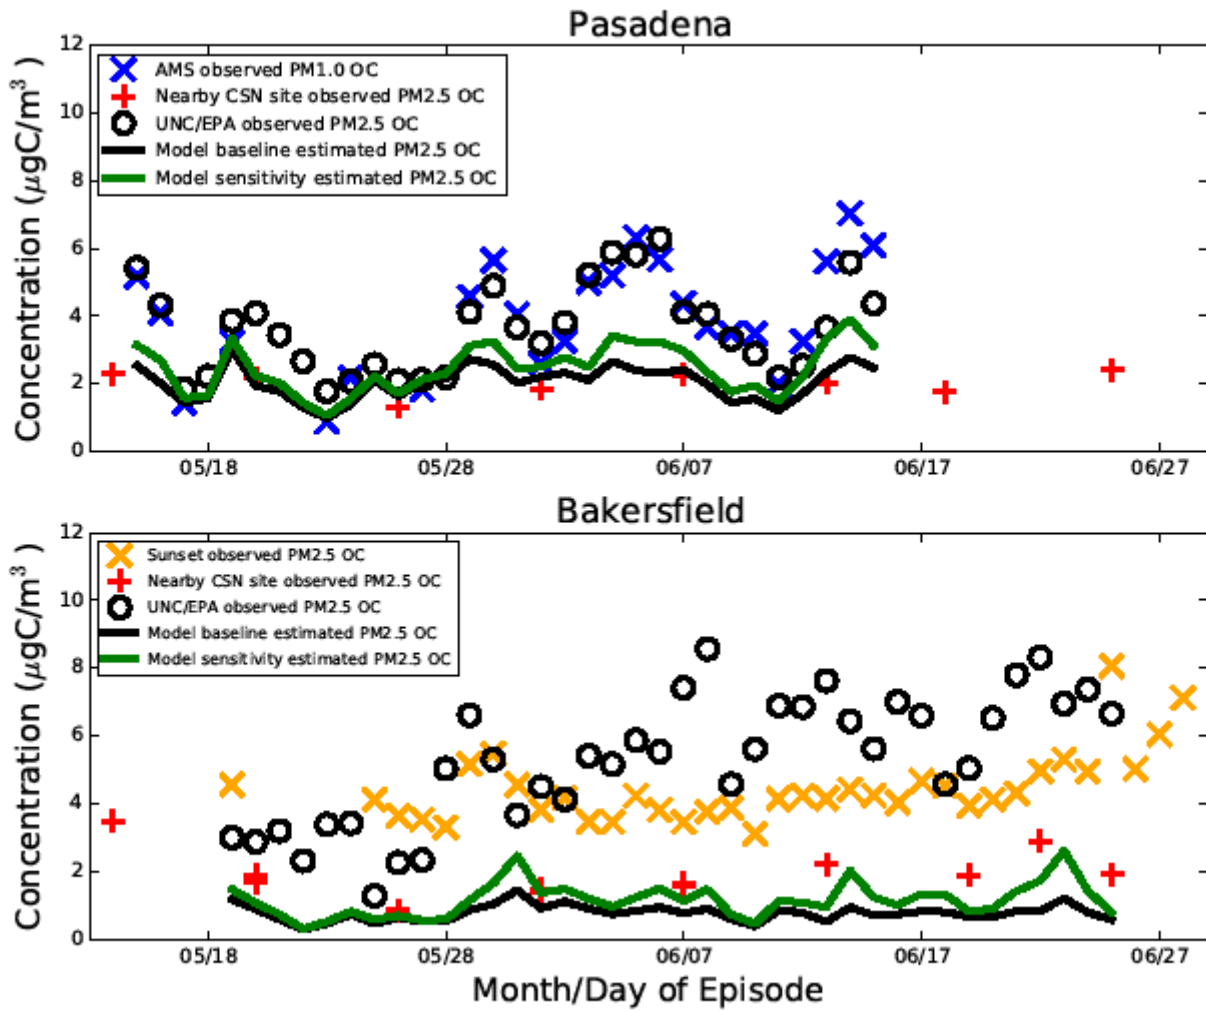 Pasadena
12
10
8
6
4
2
0
Concentration (μgC/m³)
AMS observed PM1.0 OC
Nearby CSN site observed PM2.5 OC
UNC/EPA observed PM2.5 OC
Model baseline estimated PM2.5 OC
Model sensitivity estimated PM2.5 OC
05/18 05/28 06/07 06/17 06/27
Bakersfield
12
10
8
6
4
2
0
Concentration (μgC/m³ )
Sunset observed PM2.5 OC
Nearby CSN site observed PM2.5 OC
UNC/EPA observed PM2.5 OC
Model baseline estimated PM2.5 OC
Model sensitivity estimated PM2.5 OC
05/18 05/28 06/07 06/17 06/27
Month/Day of Episode